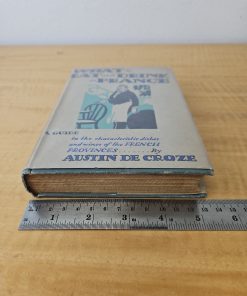 WHAT TO
EAT AND DRINK
IN FRANCE
A GUIDE
to the characteristic dishes
and wines of the FRENCH
PROVINCES........By
AUSTIN DE CROZE
1 2 3 4 5 6